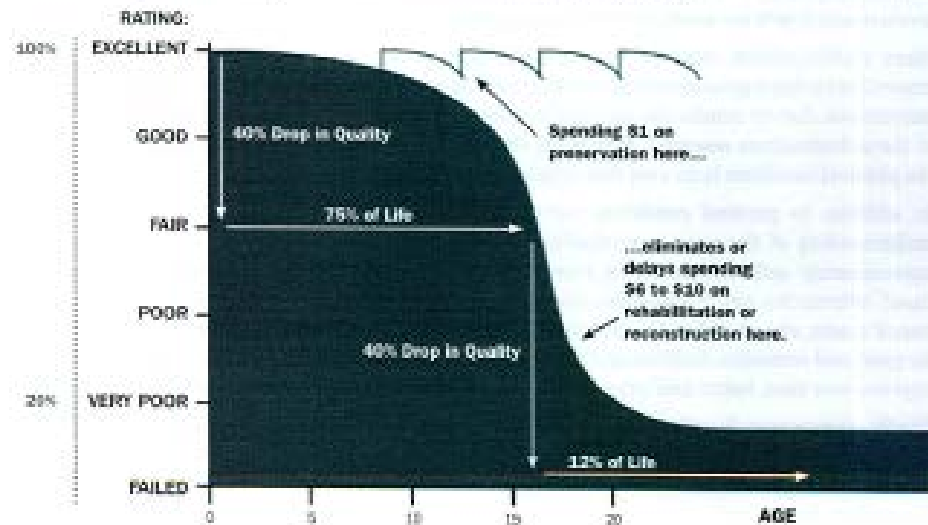 RATING:
100%
EXCELLENT
GOOD
40% Drop in Quality
Spending $1 on
preservation here...
75% of Life
FAIR
...eliminates or
delays spending
$6 to $10 on
rehabilitation or
reconstruction here.
POOR
40% Drop in Quality
20%
VERY POOR
12% of Life
FAILED
0 5 10 15 20 AGE